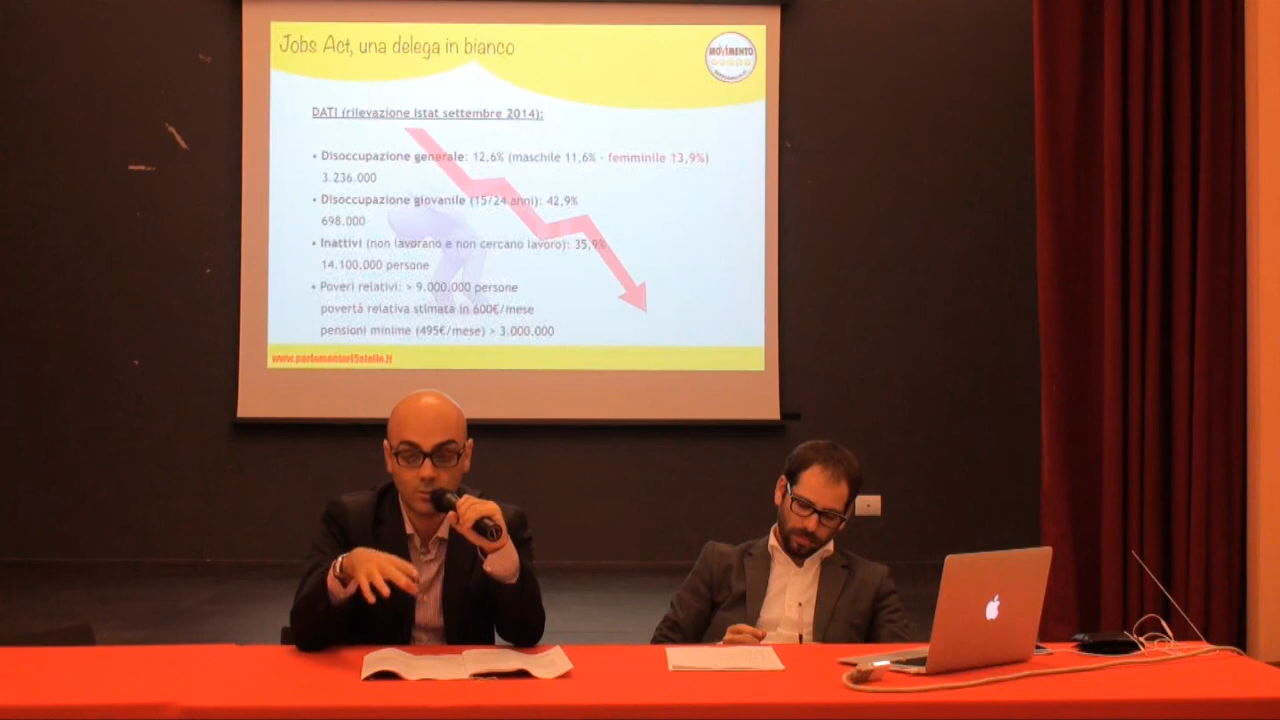 Jobs Act, una delega in bianco
MOVIMENTO
DATI (rilevazione Istat settembre 2014):
• Disoccupazione generale: 12,6% (maschile 11,6% - femminile 13,9%)
3.236.000
• Disoccupazione giovanile (15/24 anni): 42,9%
698.000
• Inattivi (non lavorano e non cercano lavoro): 35,9%
14.100.000 persone
• Poveri relativi: > 9.000.000 persone
povertà relativa stimata in 600€/mese
pensioni minime (495€/mese) > 3.000.000
www.parlamentari5stelle.it